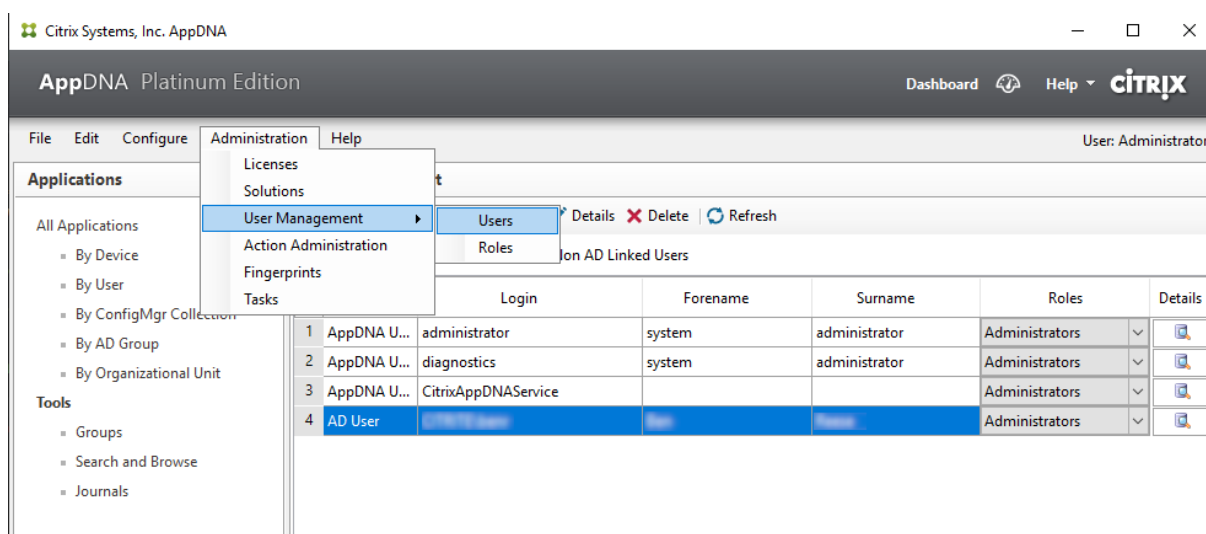 Citrix Systems, Inc. AppDNA
AppDNA Platinum Edition
Dashboard Help CİTRIX
File Edit Configure Administration Help User: Administrator
Applications
Licenses
Solutions
User Management
Action Administration
Fingerprints
Tasks
Users
Roles
Details Delete Refresh
AD Linked Users
All Applications
By Device
By User
By ConfigMgr Collection
By AD Group
By Organizational Unit
Tools
Groups
Search and Browse
Journals
Login Forename Surname Roles Details
1 AppDNA U... administrator system administrator Administrators
2 AppDNA U... diagnostics system administrator Administrators
3 AppDNA U... CitrixAppDNAService Administrators
4 AD User Administrators